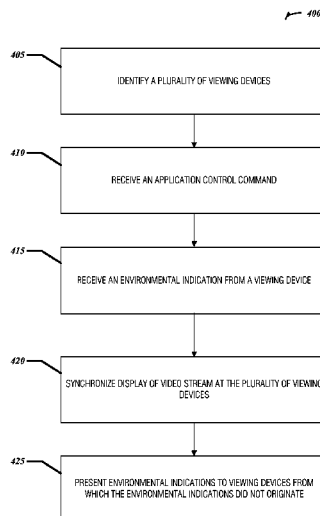 400
405
IDENTIFY A PLURALITY OF VIEWING DEVICES
410
RECEIVE AN APPLICATION CONTROL COMMAND
415
RECEIVE AN ENVIRONMENTAL INDICATION FROM A VIEWING DEVICE
420
SYNCHRONIZE DISPLAY OF VIDEO STREAM AT THE PLURALITY OF VIEWING
DEVICES
425
PRESENT ENVIRONMENTAL INDICATIONS TO VIEWING DEVICES FROM
WHICH THE ENVIRONMENTAL INDICATIONS DID NOT ORIGINATE